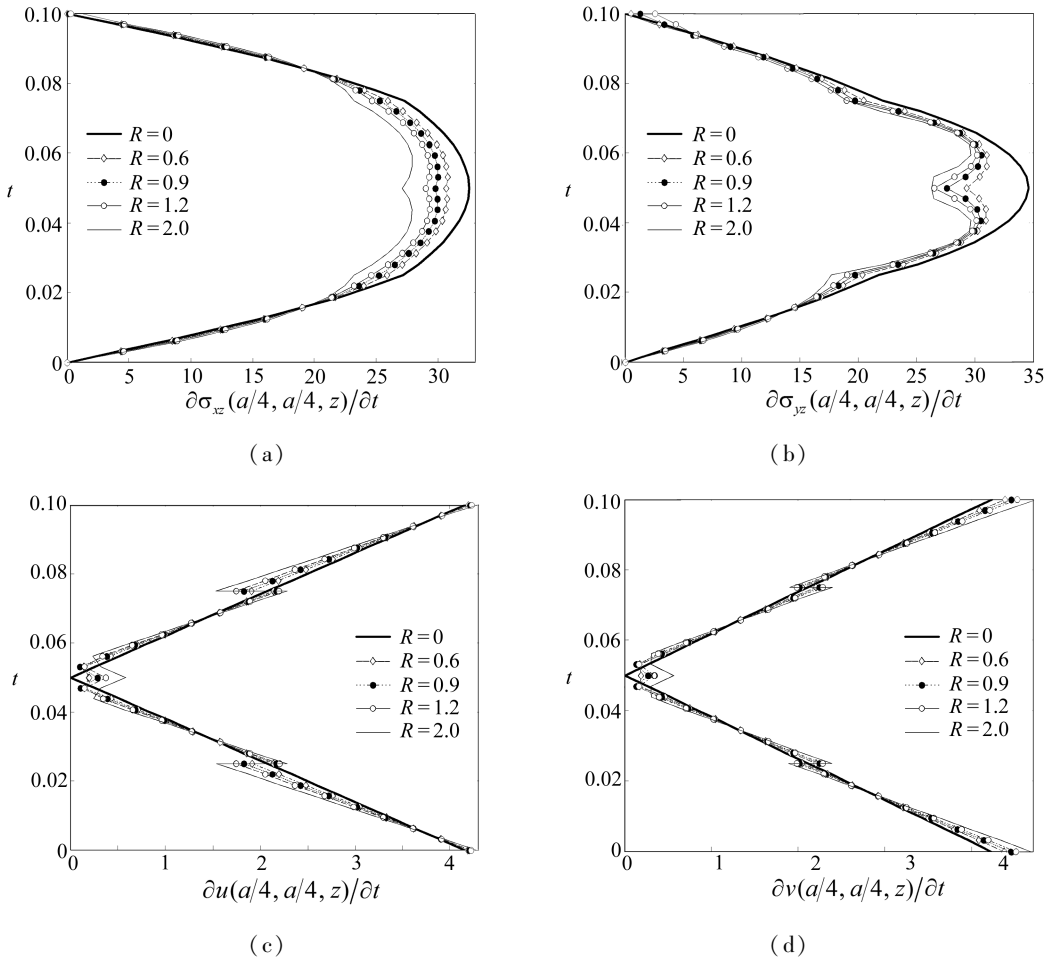 0.10
0.08
0.06
0.04
0.02
0
t
R=0
R=0.6
R=0.9
R=1.2
R=2.0
0 5 10 15 20 25 30
∂σxz(a/4, a/4, z)/∂t
(a)
0.10
0.08
0.06
0.04
0.02
0
t
R=0
R=0.6
R=0.9
R=1.2
R=2.0
0 5 10 15 20 25 30 35
∂σyz(a/4, a/4, z)/∂t
(b)
0.10
0.08
0.06
0.04
0.02
0
t
R=0
R=0.6
R=0.9
R=1.2
R=2.0
0 1 2 3 4
∂u(a/4, a/4, z)/∂t
(c)
0.10
0.08
0.06
0.04
0.02
0
t
R=0
R=0.6
R=0.9
R=1.2
R=2.0
0 1 2 3 4
∂v(a/4, a/4, z)/∂t
(d)